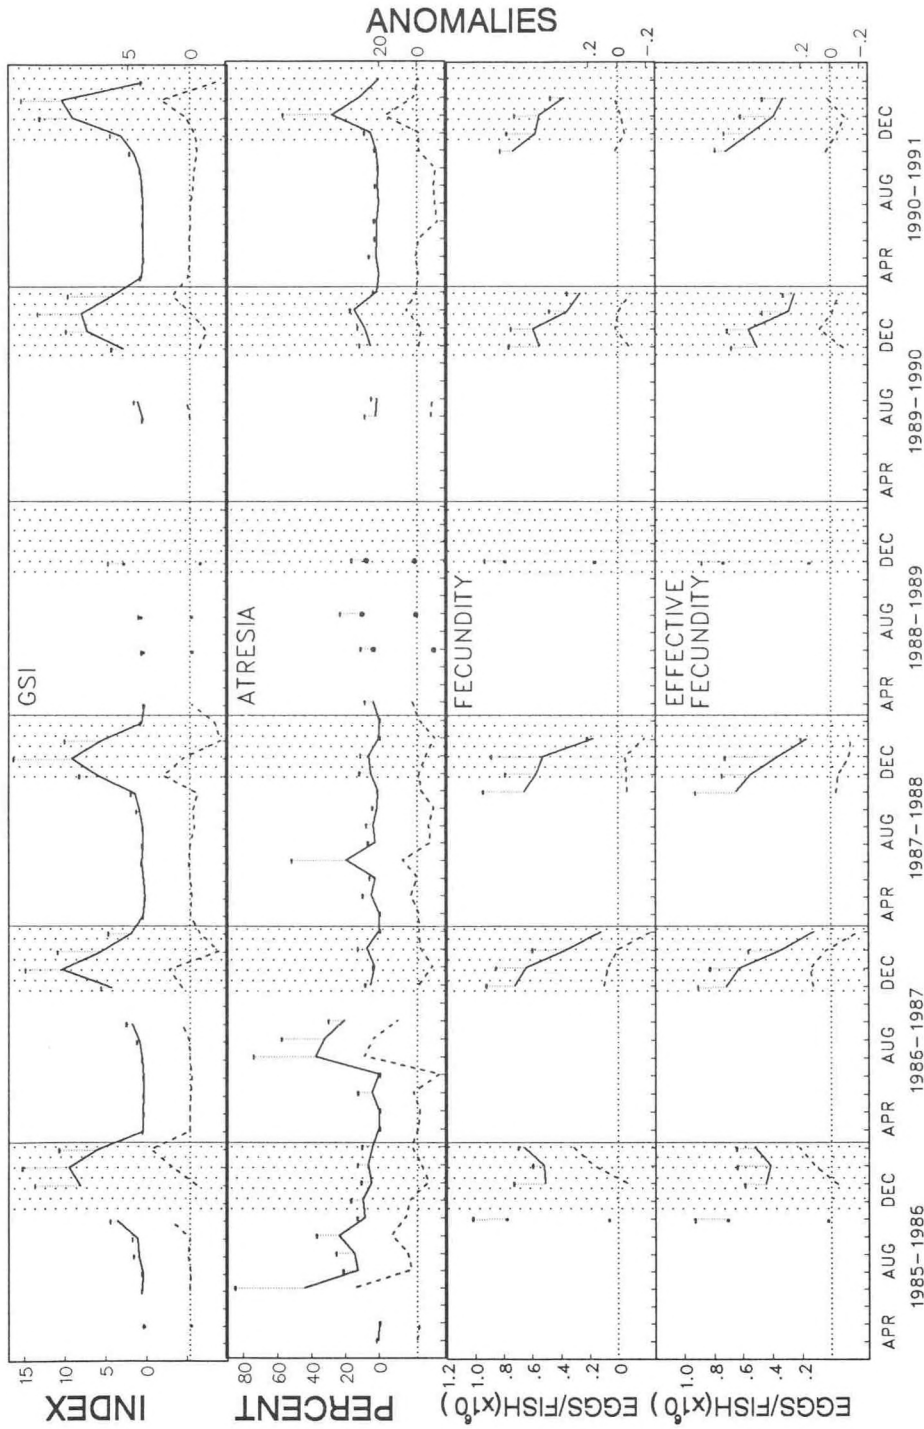 ANOMALIES
GSI
15
10
5
0
INDEX
5
0
ATRESIA
80
60
40
20
0
PERCENT
20
0
FECUNDITY
1.2
1.0
.8
.6
.4
.2
0
EGGS/FISH(x10⁶)
.2
0
-.2
EFFECTIVE
FECUNDITY
1.0
.8
.6
.4
.2
0
EGGS/FISH(x10⁶)
.2
0
-.2
APR AUG DEC APR AUG DEC APR AUG DEC APR AUG DEC APR AUG DEC APR AUG DEC
1985-1986 1986-1987 1987-1988 1988-1989 1989-1990 1990-1991